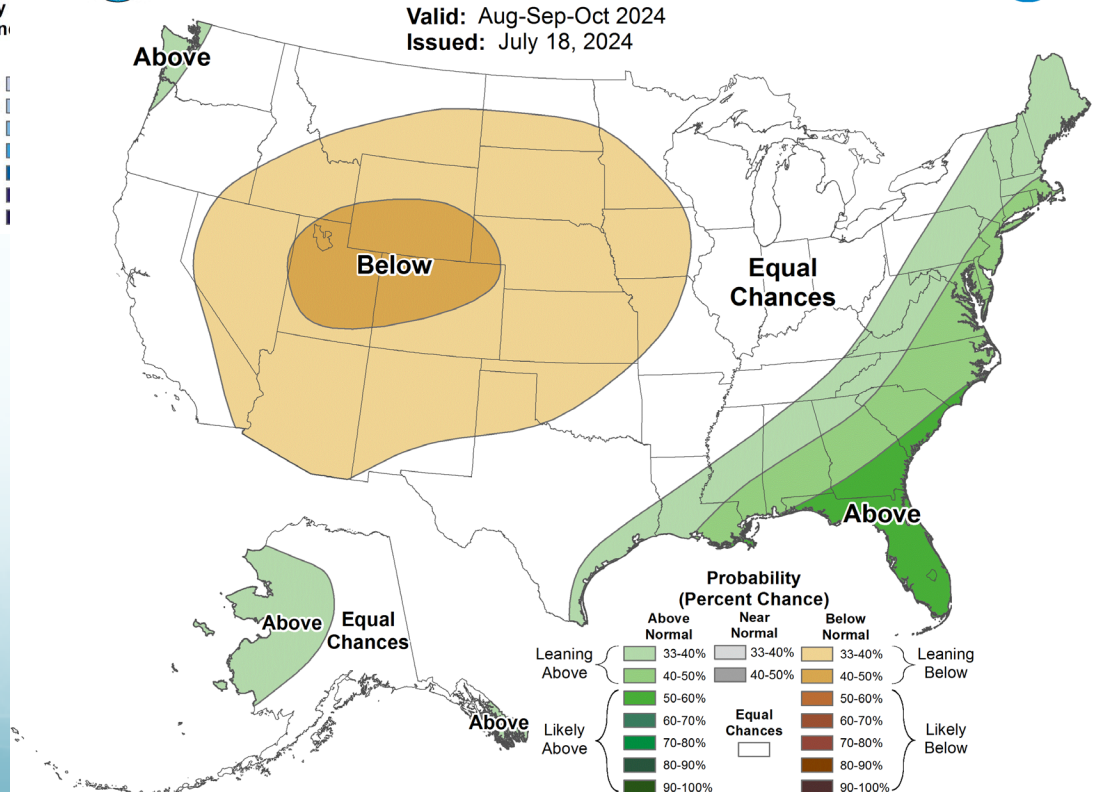 Valid: Aug-Sep-Oct 2024
Issued: July 18, 2024
Above
Below
Equal
Chances
Above
Above
Equal
Chances
Above
Probability
(Percent Chance)
Above
Normal
Near
Normal
Below
Normal
Leaning
Above
33-40%
40-50%
33-40%
40-50%
33-40%
40-50%
Leaning
Below
Likely
Above
50-60%
60-70%
70-80%
80-90%
90-100%
Equal
Chances
50-60%
60-70%
70-80%
80-90%
90-100%
Likely
Below